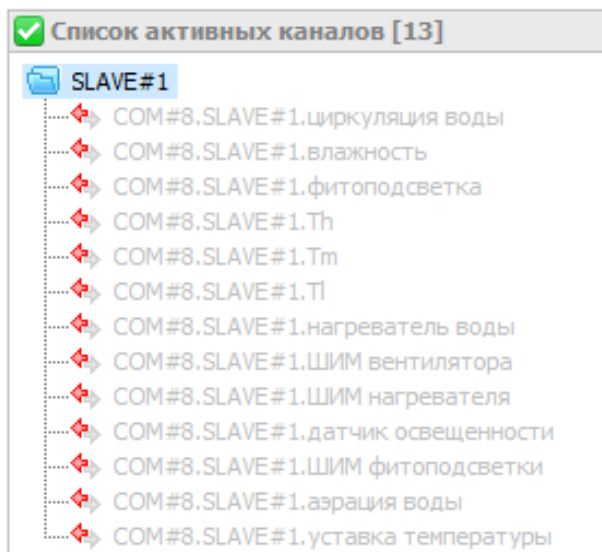 Список активных каналов [13]
SLAVE#1
COM#8.SLAVE#1.циркуляция воды
COM#8.SLAVE#1.влажность
COM#8.SLAVE#1.фитоподсветка
COM#8.SLAVE#1.Th
COM#8.SLAVE#1.Tm
COM#8.SLAVE#1.Tl
COM#8.SLAVE#1.нагреватель воды
COM#8.SLAVE#1.ШИМ вентилятора
COM#8.SLAVE#1.ШИМ нагревателя
COM#8.SLAVE#1.датчик освещенности
COM#8.SLAVE#1.ШИМ фитоподсветки
COM#8.SLAVE#1.аэрация воды
COM#8.SLAVE#1.уставка температуры